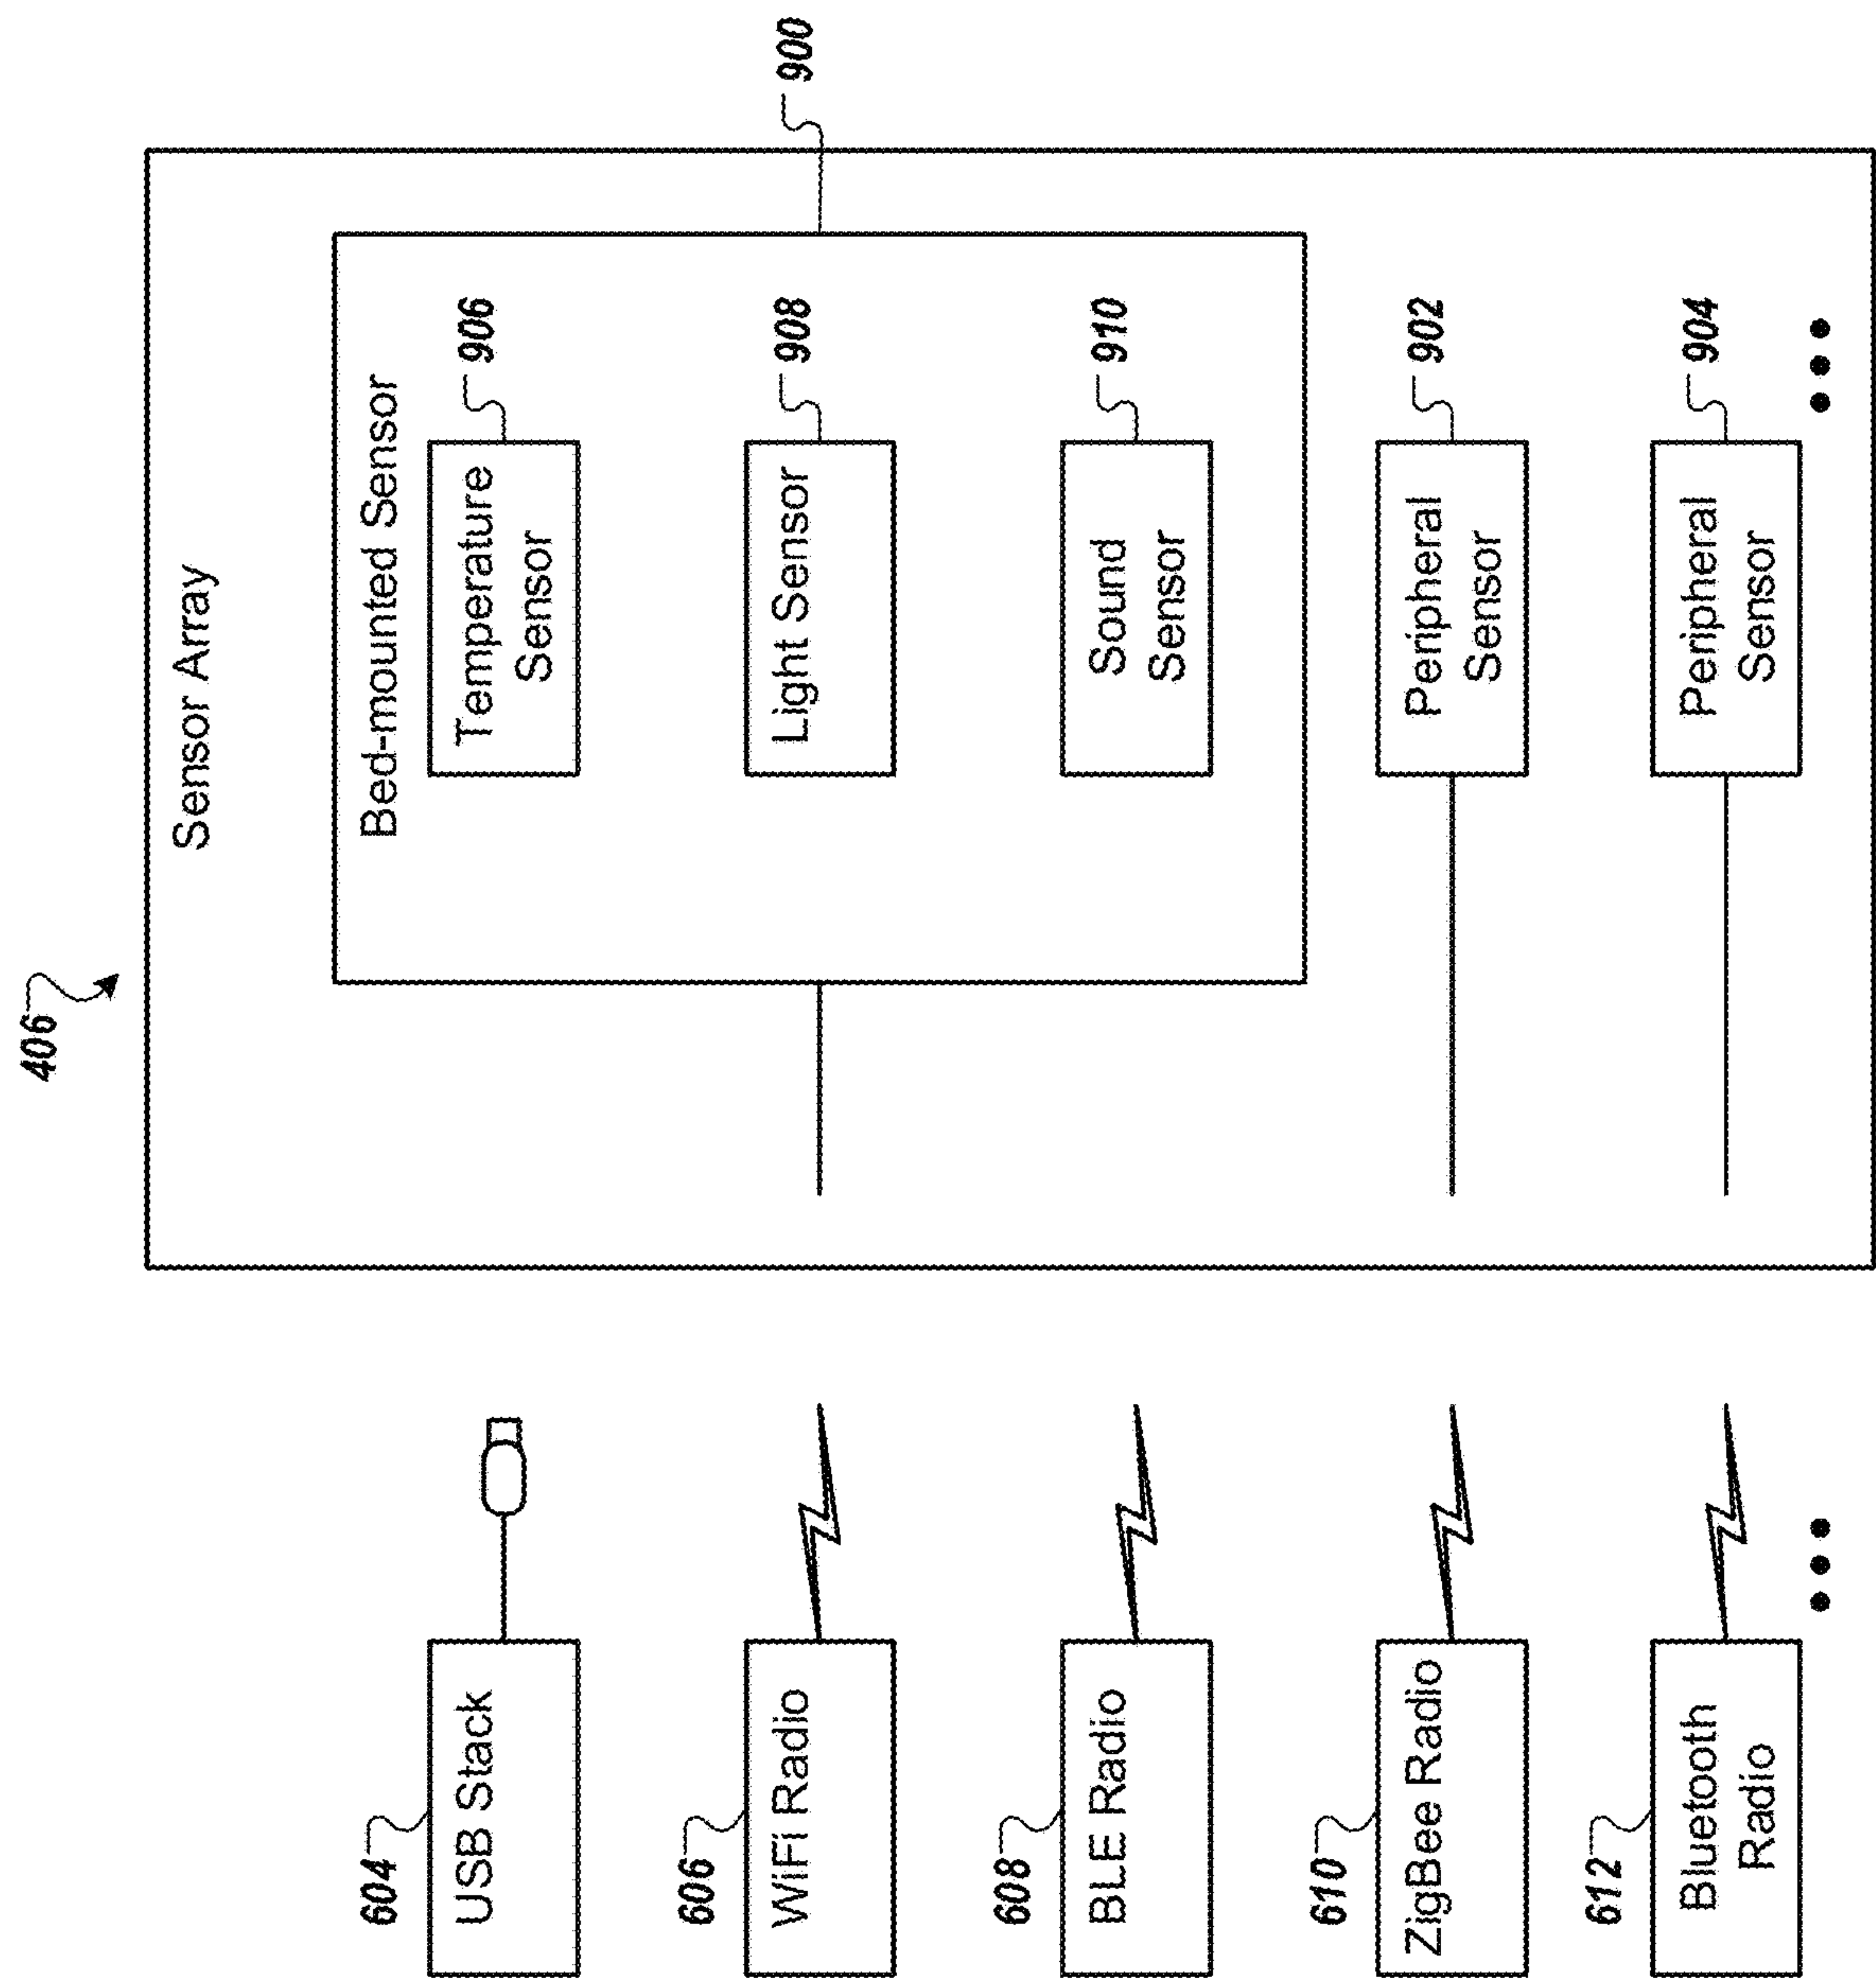 406
Sensor Array
Bed-mounted Sensor
900
604
USB Stack
Temperature
Sensor
906
606
WiFi Radio
Light Sensor
908
608
BLE Radio
Sound
Sensor
910
610
ZigBee Radio
Peripheral
Sensor
902
612
Bluetooth
Radio
Peripheral
Sensor
904